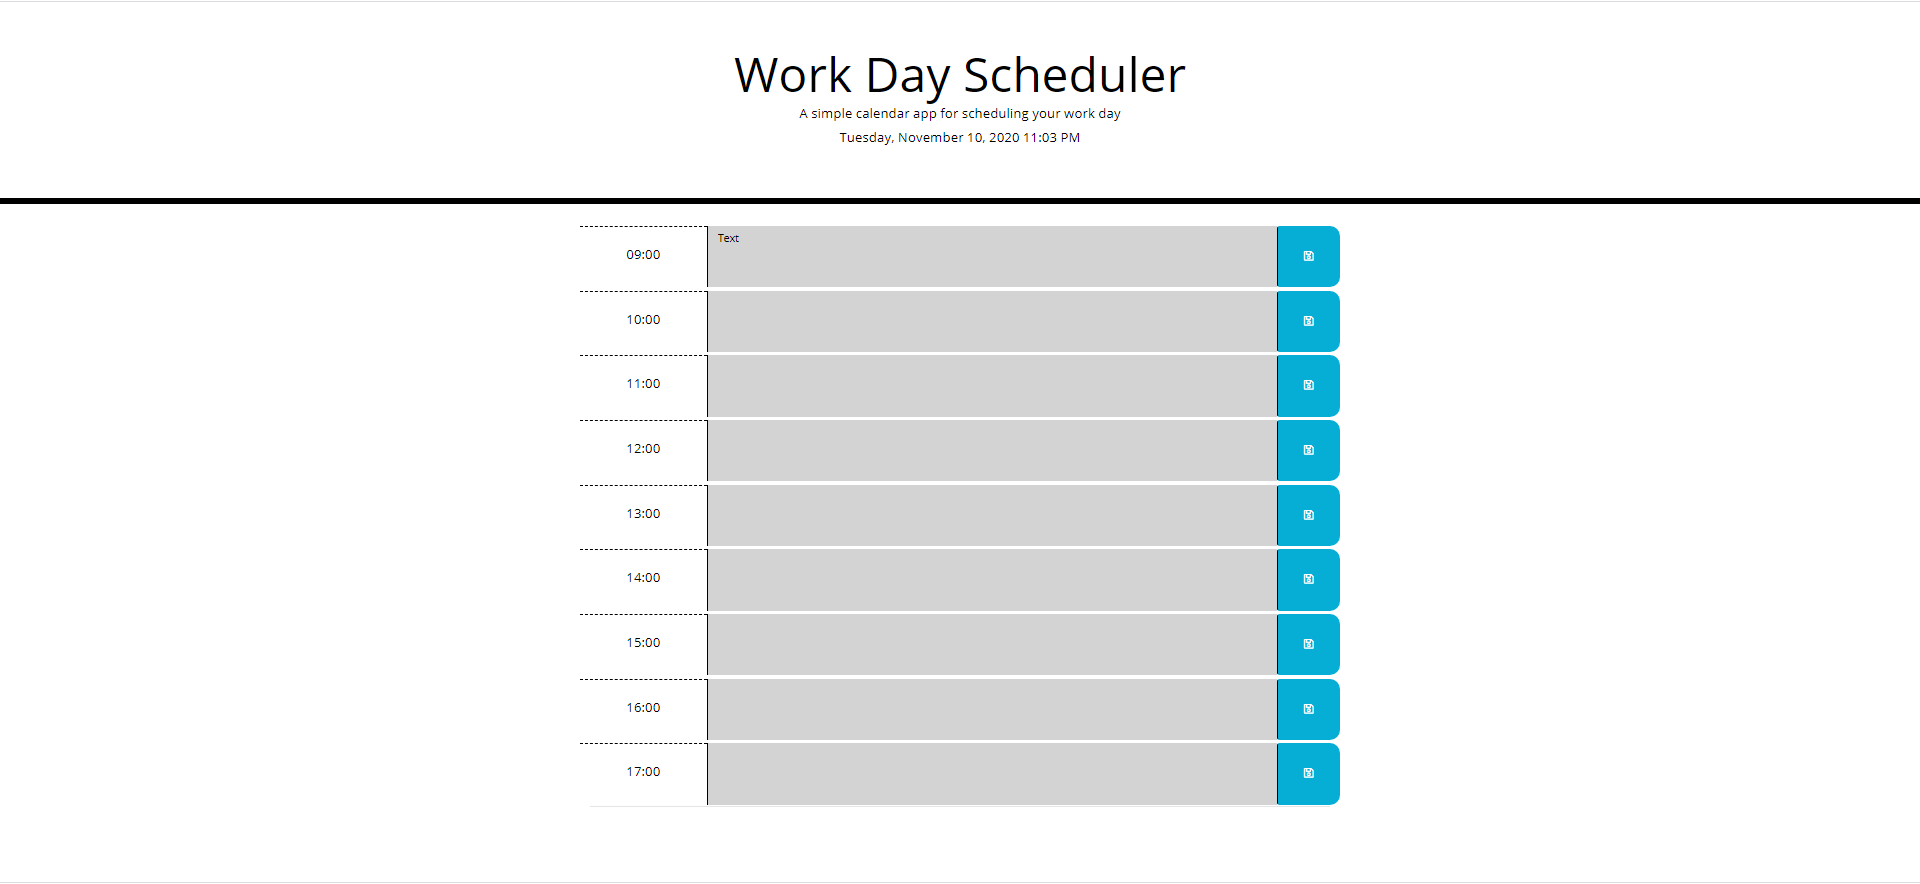 Work Day Scheduler
A simple calendar app for scheduling your work day
Tuesday, November 10, 2020 11:03 PM
09:00 Text
10:00
11:00
12:00
13:00
14:00
15:00
16:00
17:00